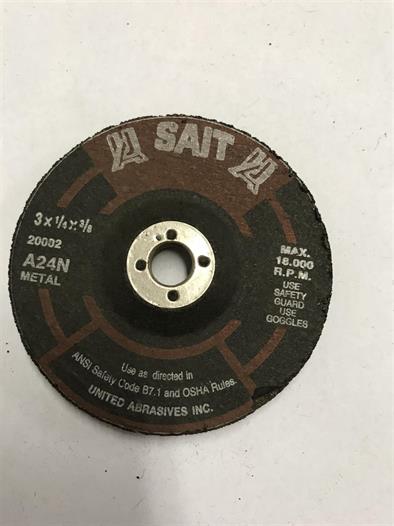 SAIT
3 x 1/4 x 3/8
20002
A24N
METAL
MAX.
18.000
R.P.M.
USE
SAFETY
GUARD
USE
GOGGLES
Use as directed in
ANSI Safety Code B7.1 and OSHA Rules.
UNITED ABRASIVES INC.